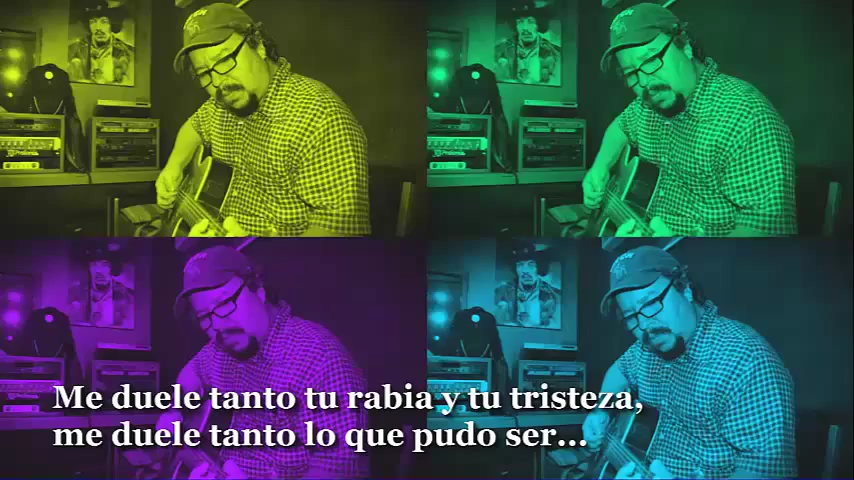 Me duele tanto tu rabia y tu tristeza,
me duele tanto lo que pudo ser...